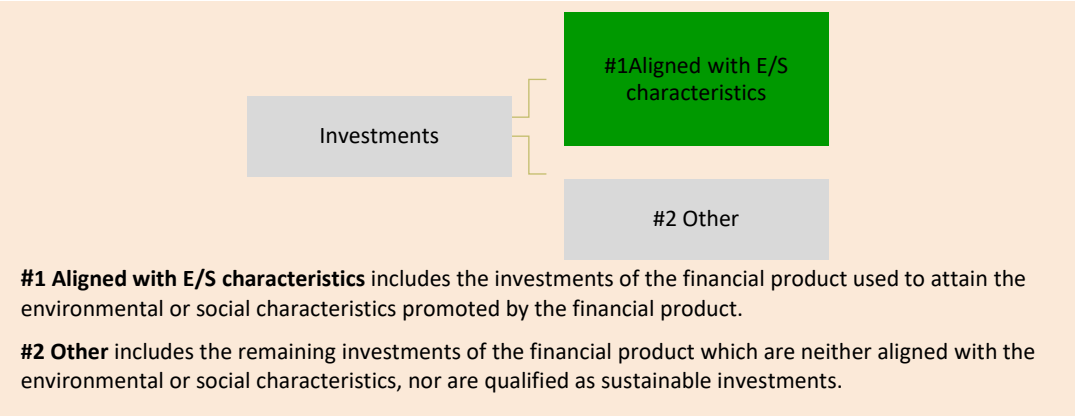 #1Aligned with E/S
characteristics
Investments
#2 Other
#1 Aligned with E/S characteristics includes the investments of the financial product used to attain the
environmental or social characteristics promoted by the financial product.
#2 Other includes the remaining investments of the financial product which are neither aligned with the
environmental or social characteristics, nor are qualified as sustainable investments.